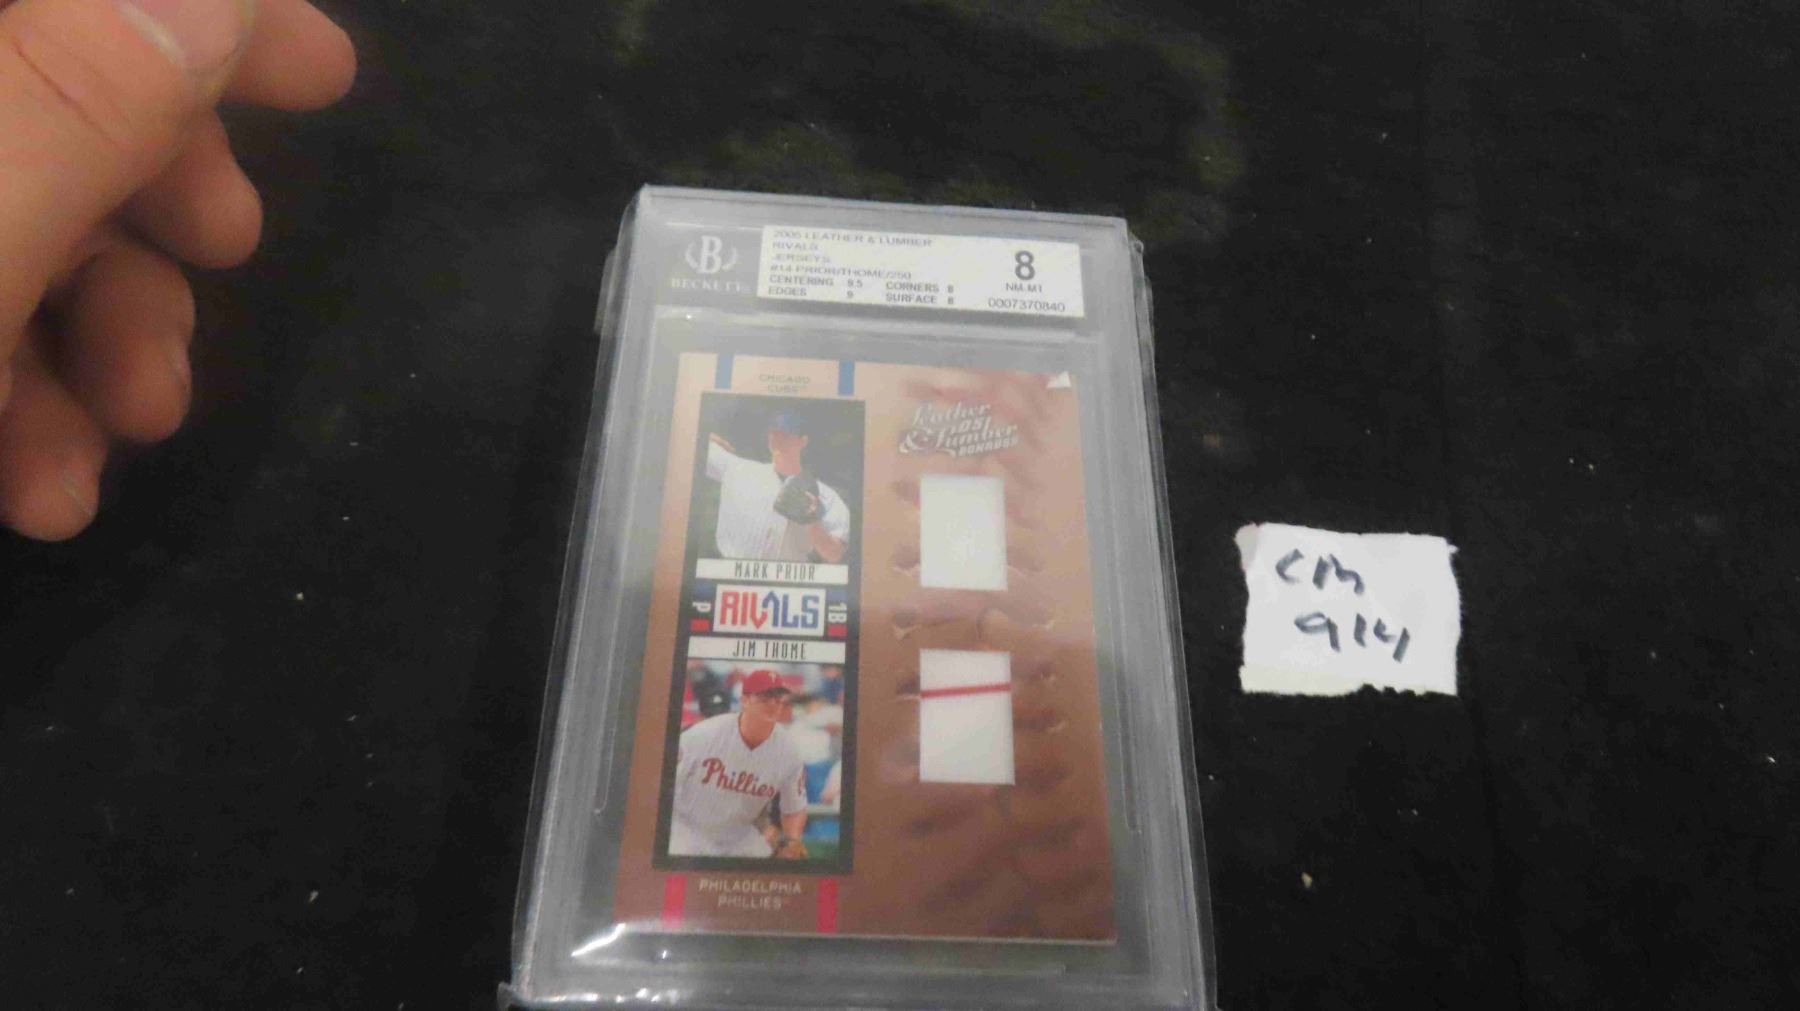 B
BECKETT
2005 LEATHER & LUMBER
RIVALS
JERSEYS
#14 PRIOR/THOME/250
CENTERING 9.5 CORNERS 8
EDGES 9 SURFACE 8
8
NM-MT
0007370840
CHICAGO
CUBS
Leather
& Lumber
05
DONRUSS
MARK PRIOR
P RIVALS 1B
JIM THOME
Phillies
PHILADELPHIA
PHILLIES
CM
914